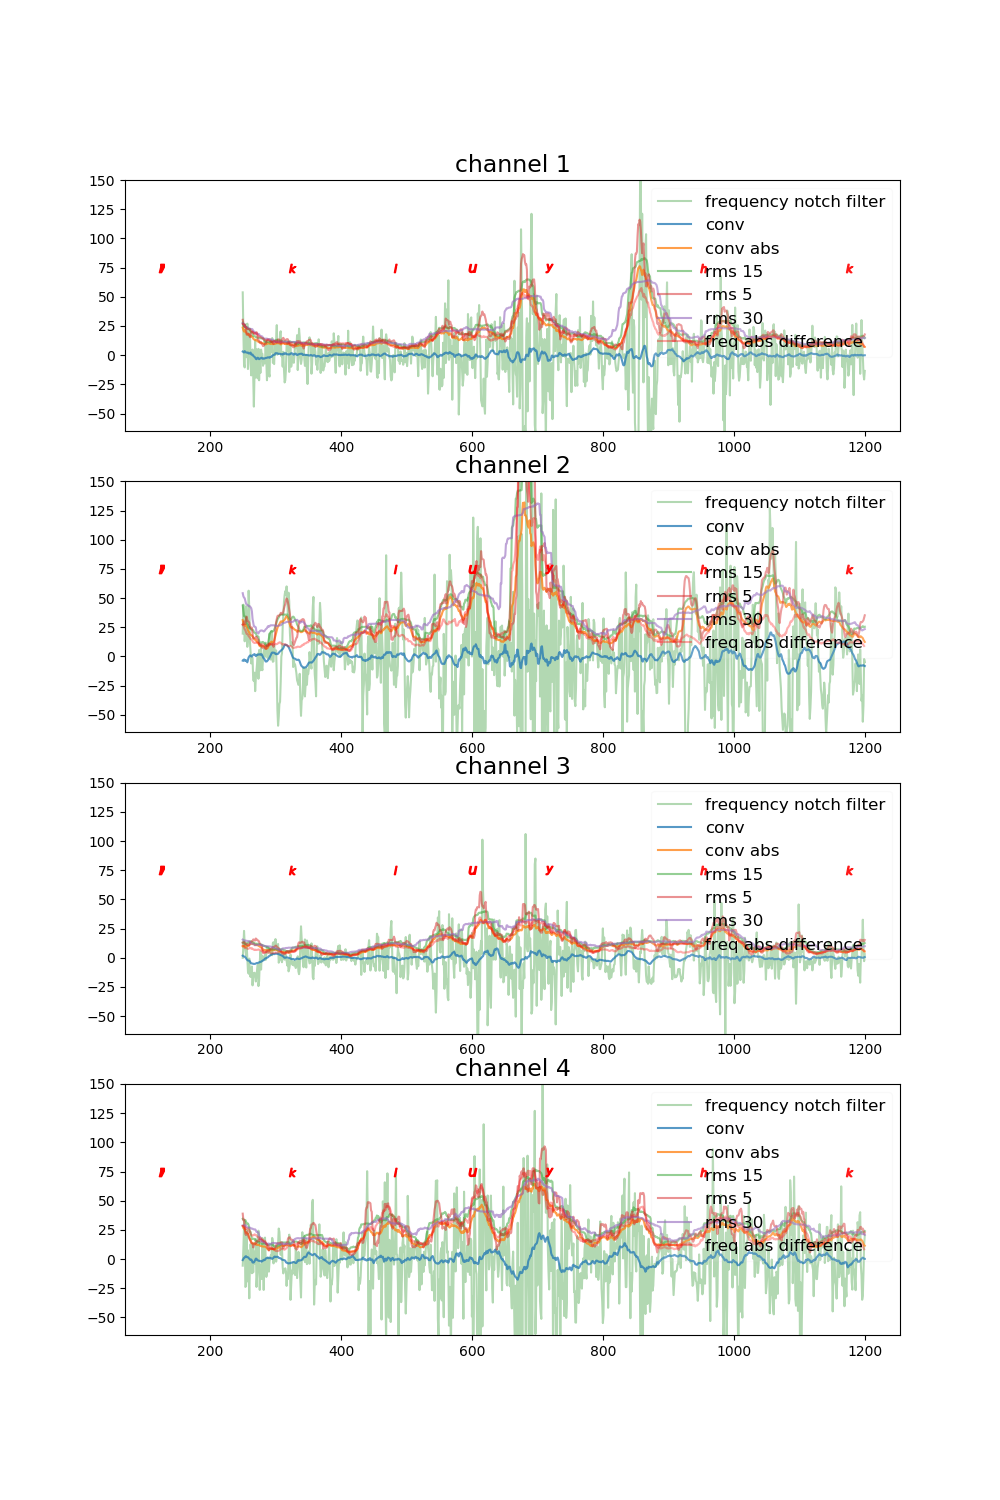 channel 1
150
125
100
75
50
25
0
−25
−50
frequency notch filter
conv
conv abs
rms 15
rms 5
rms 30
freq abs difference
k l u y h k
200 400 600 800 1000 1200
channel 2
150
125
100
75
50
25
0
−25
−50
frequency notch filter
conv
conv abs
rms 15
rms 5
rms 30
freq abs difference
k l u y h k
200 400 600 800 1000 1200
channel 3
150
125
100
75
50
25
0
−25
−50
frequency notch filter
conv
conv abs
rms 15
rms 5
rms 30
freq abs difference
k l u y h k
200 400 600 800 1000 1200
channel 4
150
125
100
75
50
25
0
−25
−50
frequency notch filter
conv
conv abs
rms 15
rms 5
rms 30
freq abs difference
k l u y h k
200 400 600 800 1000 1200